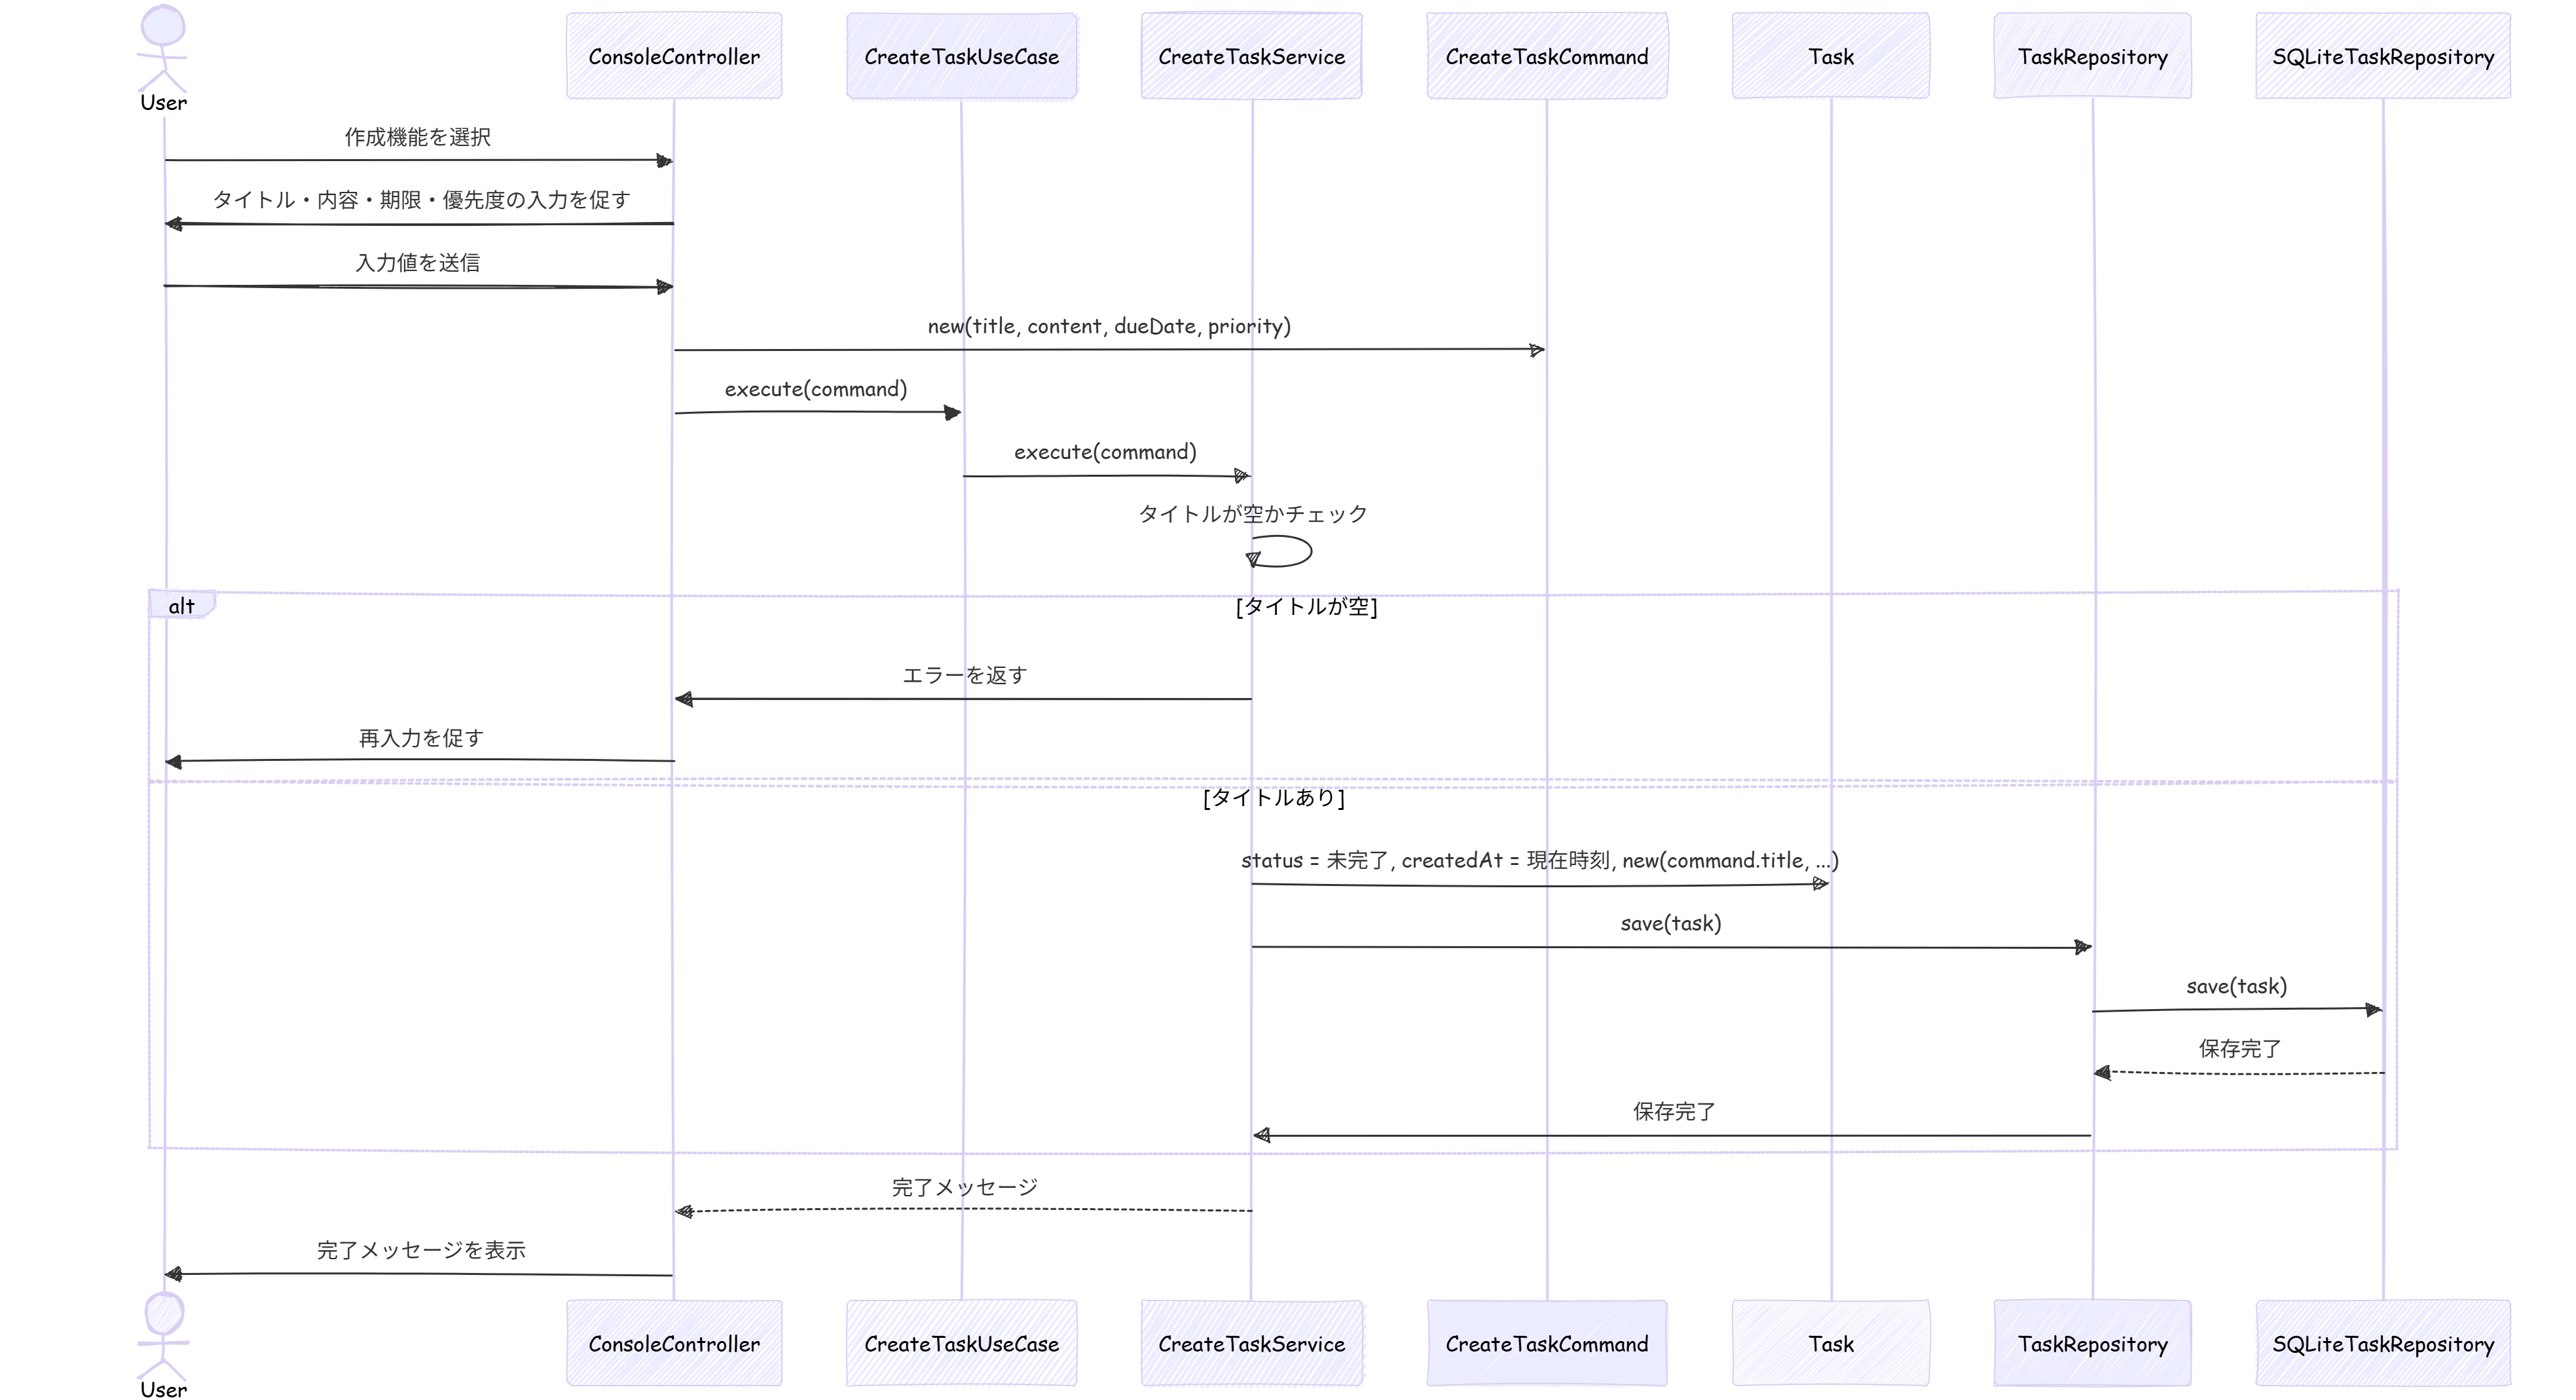 User
ConsoleController
CreateTaskUseCase
CreateTaskService
CreateTaskCommand
Task
TaskRepository
SQLiteTaskRepository
作成機能を選択
タイトル・内容・期限・優先度の入力を促す
入力値を送信
new(title, content, dueDate, priority)
execute(command)
execute(command)
タイトルが空かチェック
alt
[タイトルが空]
エラーを返す
再入力を促す
[タイトルあり]
status = 未完了, createdAt = 現在時刻, new(command.title, ...)
save(task)
save(task)
保存完了
保存完了
完了メッセージ
完了メッセージを表示
User
ConsoleController
CreateTaskUseCase
CreateTaskService
CreateTaskCommand
Task
TaskRepository
SQLiteTaskRepository